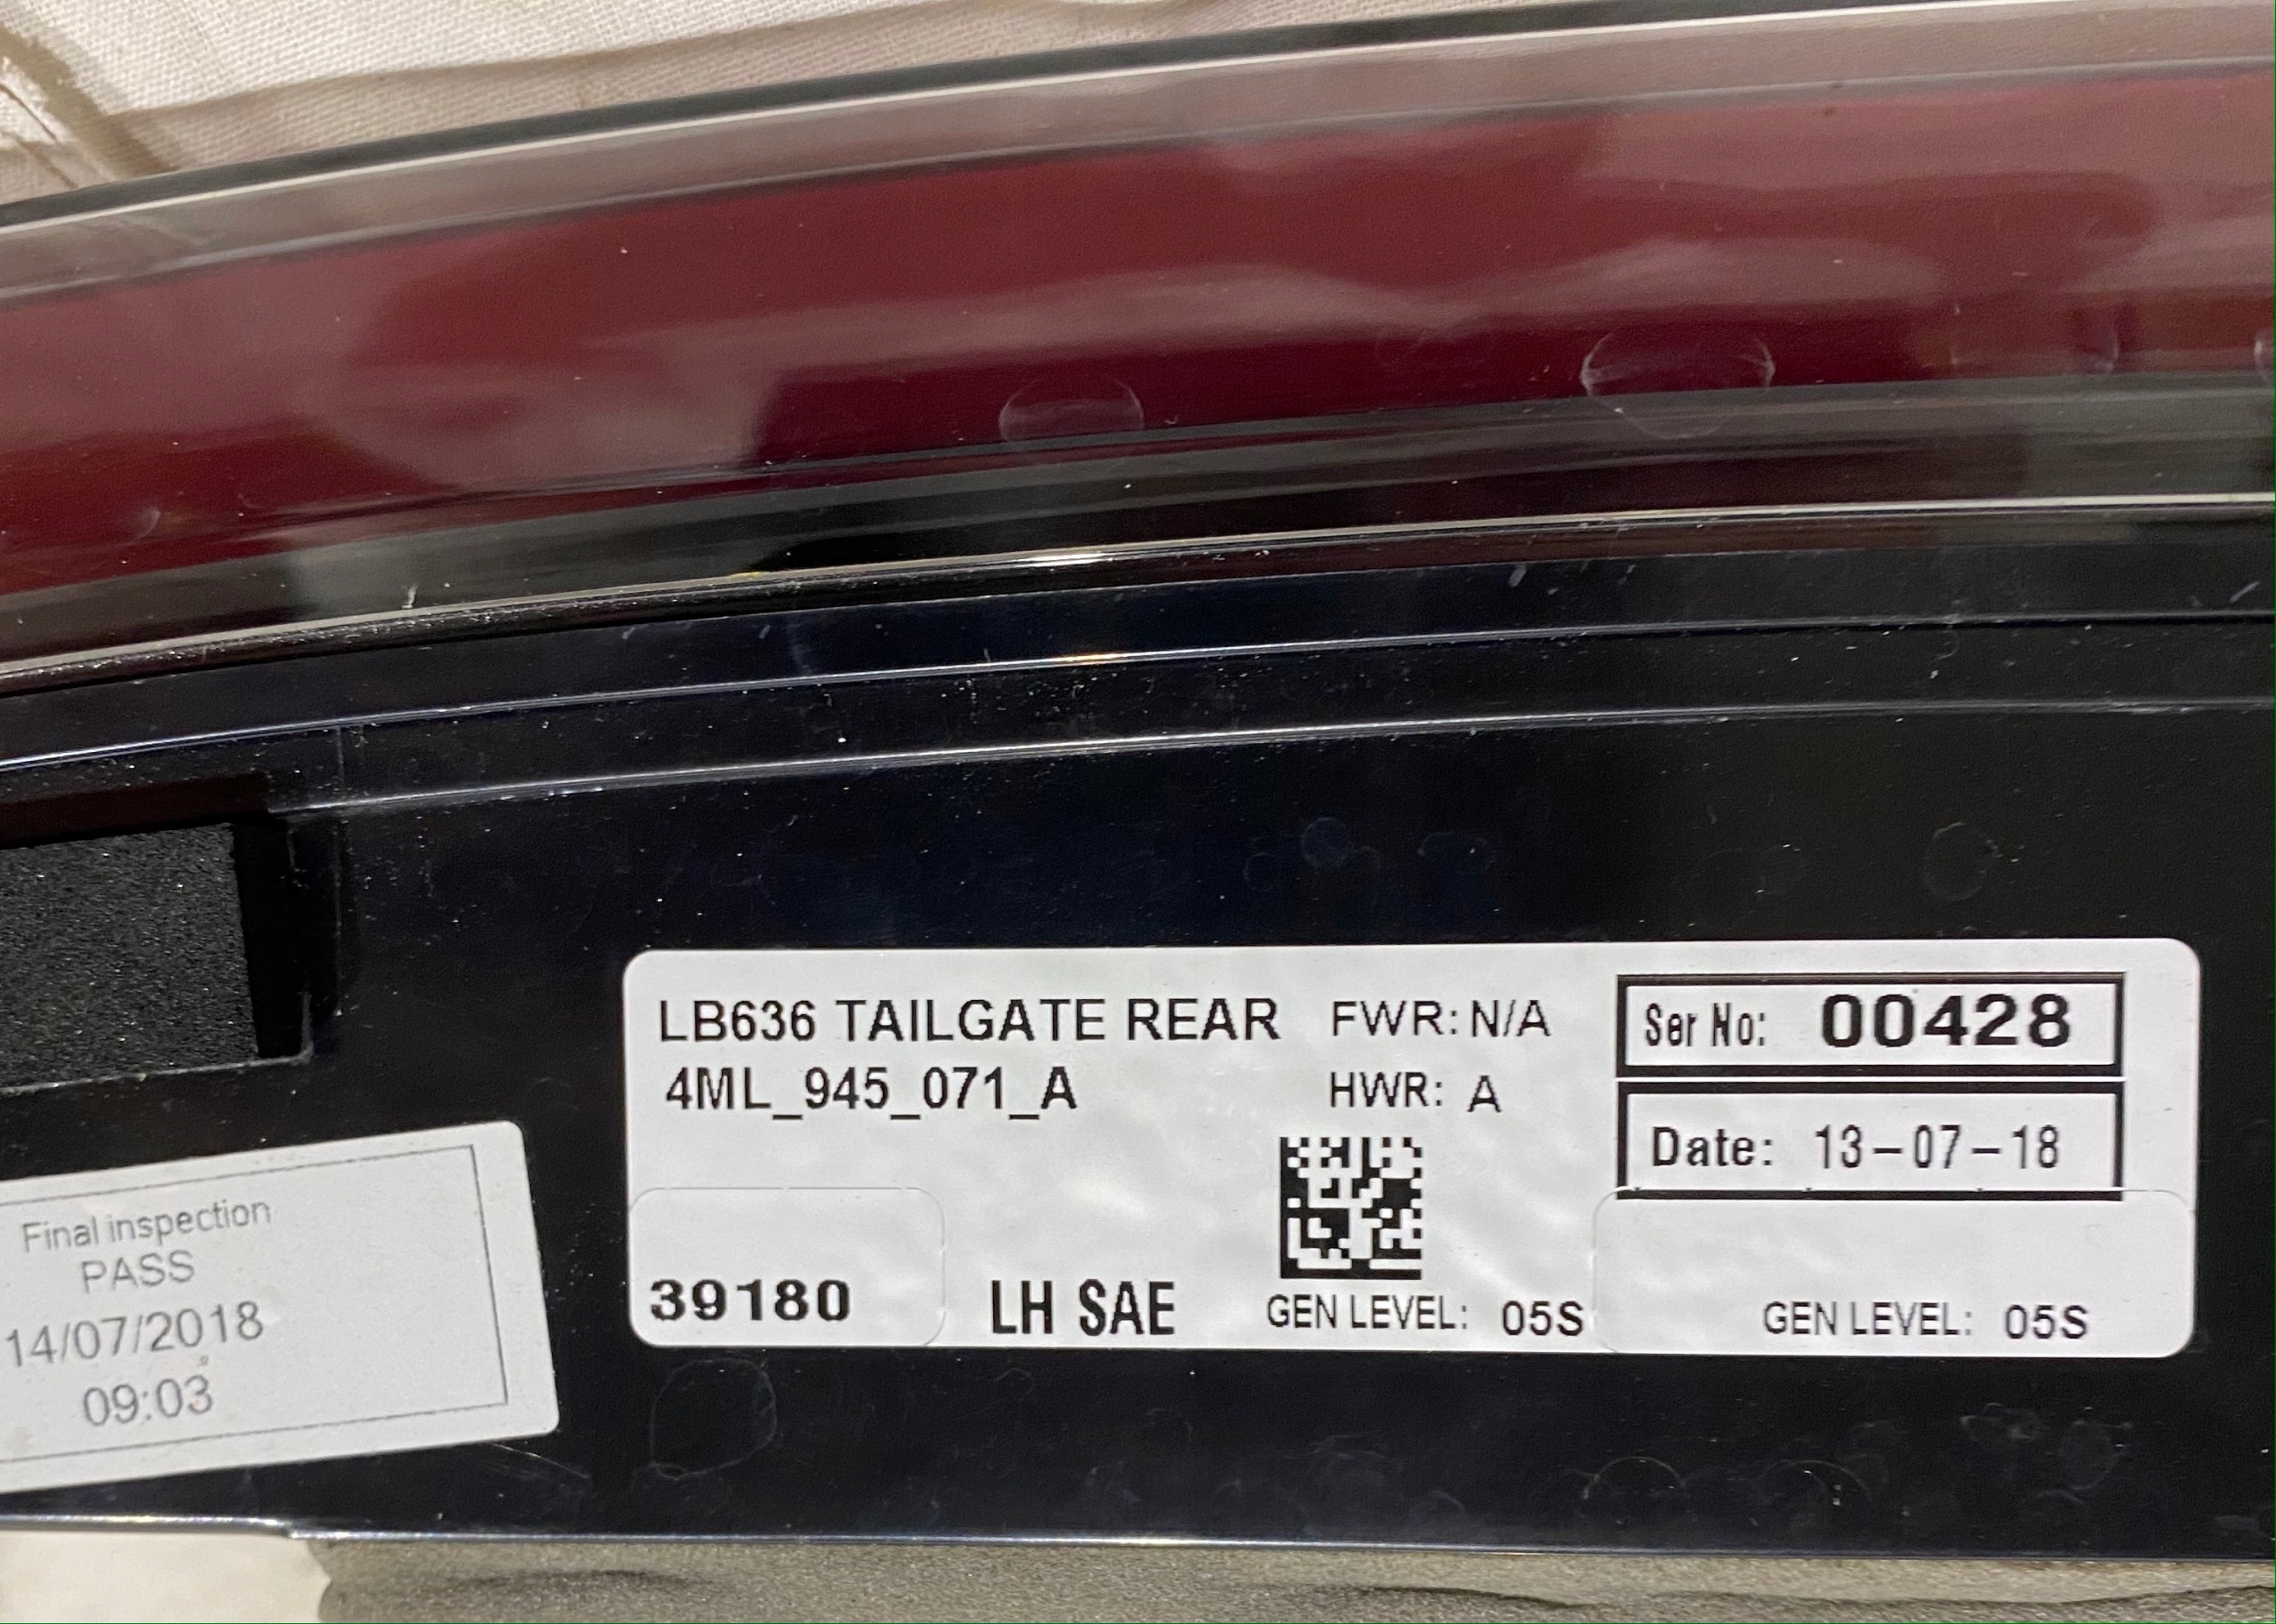 LB636 TAILGATE REAR FWR: N/A
4ML_945_071_A HWR: A
Ser No: 00428
Date: 13-07-18
39180 LH SAE GEN LEVEL: 05S GEN LEVEL: 05S
Final inspection
PASS
14/07/2018
09:03